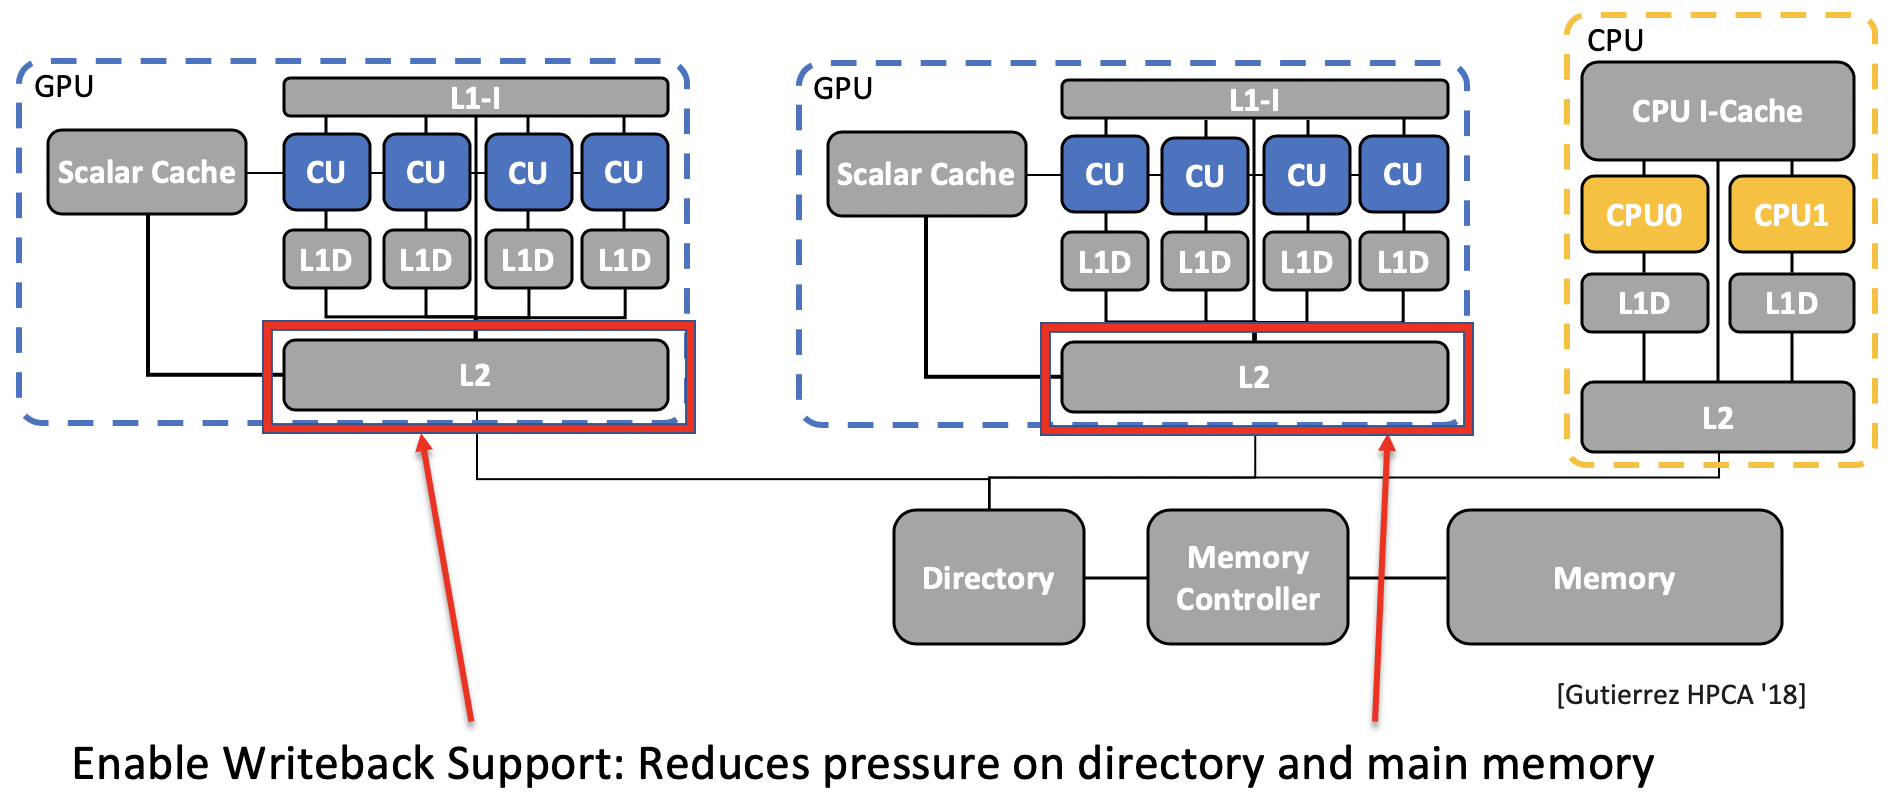 GPU
L1-I
Scalar Cache
CU
CU
CU
CU
L1D
L1D
L1D
L1D
L2
GPU
L1-I
Scalar Cache
CU
CU
CU
CU
L1D
L1D
L1D
L1D
L2
CPU
CPU I-Cache
CPU0
CPU1
L1D
L1D
L2
Directory
Memory
Controller
Memory
[Gutierrez HPCA '18]
Enable Writeback Support: Reduces pressure on directory and main memory